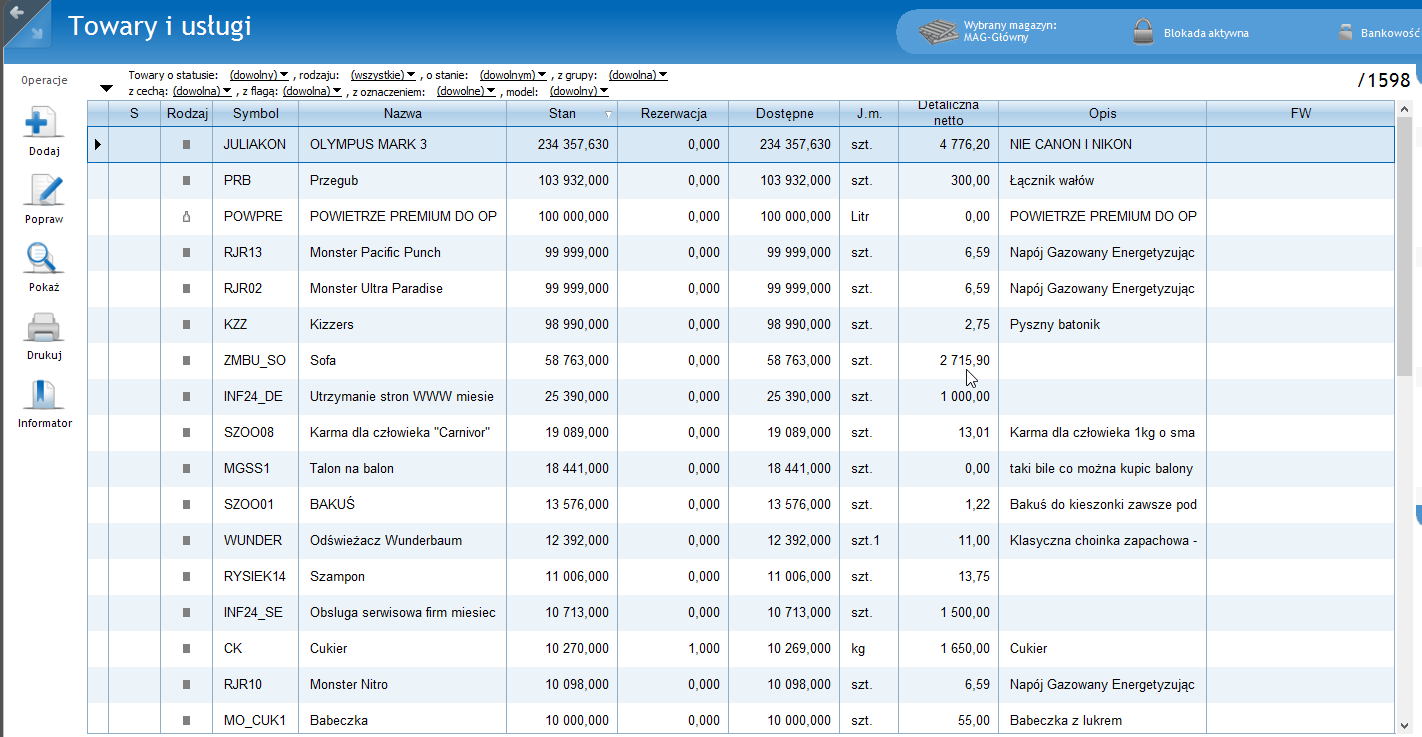 Towary i usługi
Wybrany magazyn:
MAG-Główny
Blokada aktywna
Bankowość
Operacje
Dodaj
Popraw
Pokaż
Drukuj
Informator
Towary o statusie: (dowolny) , rodzaju: (wszystkie) , o stanie: (dowolnym) , z grupy: (dowolna)
z cechą: (dowolna) , z flagą: (dowolna) , z oznaczeniem: (dowolne) , model: (dowolny)
/1598
S Rodzaj Symbol Nazwa Stan Rezerwacja Dostępne J.m. Detaliczna netto Opis FW
JULIAKON OLYMPUS MARK 3 234 357,630 0,000 234 357,630 szt. 4 776,20 NIE CANON I NIKON
PRB Przegub 103 932,000 0,000 103 932,000 szt. 300,00 Łącznik wałów
POWPRE POWIETRZE PREMIUM DO OP 100 000,000 0,000 100 000,000 Litr 0,00 POWIETRZE PREMIUM DO OP
RJR13 Monster Pacific Punch 99 999,000 0,000 99 999,000 szt. 6,59 Napój Gazowany Energetyzując
RJR02 Monster Ultra Paradise 99 999,000 0,000 99 999,000 szt. 6,59 Napój Gazowany Energetyzując
KZZ Kizzers 98 990,000 0,000 98 990,000 szt. 2,75 Pyszny batonik
ZMBU_SO Sofa 58 763,000 0,000 58 763,000 szt. 2 715,90
INF24_DE Utrzymanie stron WWW miesie 25 390,000 0,000 25 390,000 szt. 1 000,00
SZOO08 Karma dla człowieka "Carnivor" 19 089,000 0,000 19 089,000 szt. 13,01 Karma dla człowieka 1kg o sma
MGSS1 Talon na balon 18 441,000 0,000 18 441,000 szt. 0,00 taki bile co można kupic balony
SZOO01 BAKUŚ 13 576,000 0,000 13 576,000 szt. 1,22 Bakuś do kieszonki zawsze pod
WUNDER Odświeżacz Wunderbaum 12 392,000 0,000 12 392,000 szt.1 11,00 Klasyczna choinka zapachowa -
RYSIEK14 Szampon 11 006,000 0,000 11 006,000 szt. 13,75
INF24_SE Obsluga serwisowa firm miesiec 10 713,000 0,000 10 713,000 szt. 1 500,00
CK Cukier 10 270,000 1,000 10 269,000 kg 1 650,00 Cukier
RJR10 Monster Nitro 10 098,000 0,000 10 098,000 szt. 6,59 Napój Gazowany Energetyzując
MO_CUK1 Babeczka 10 000,000 0,000 10 000,000 szt. 55,00 Babeczka z lukrem